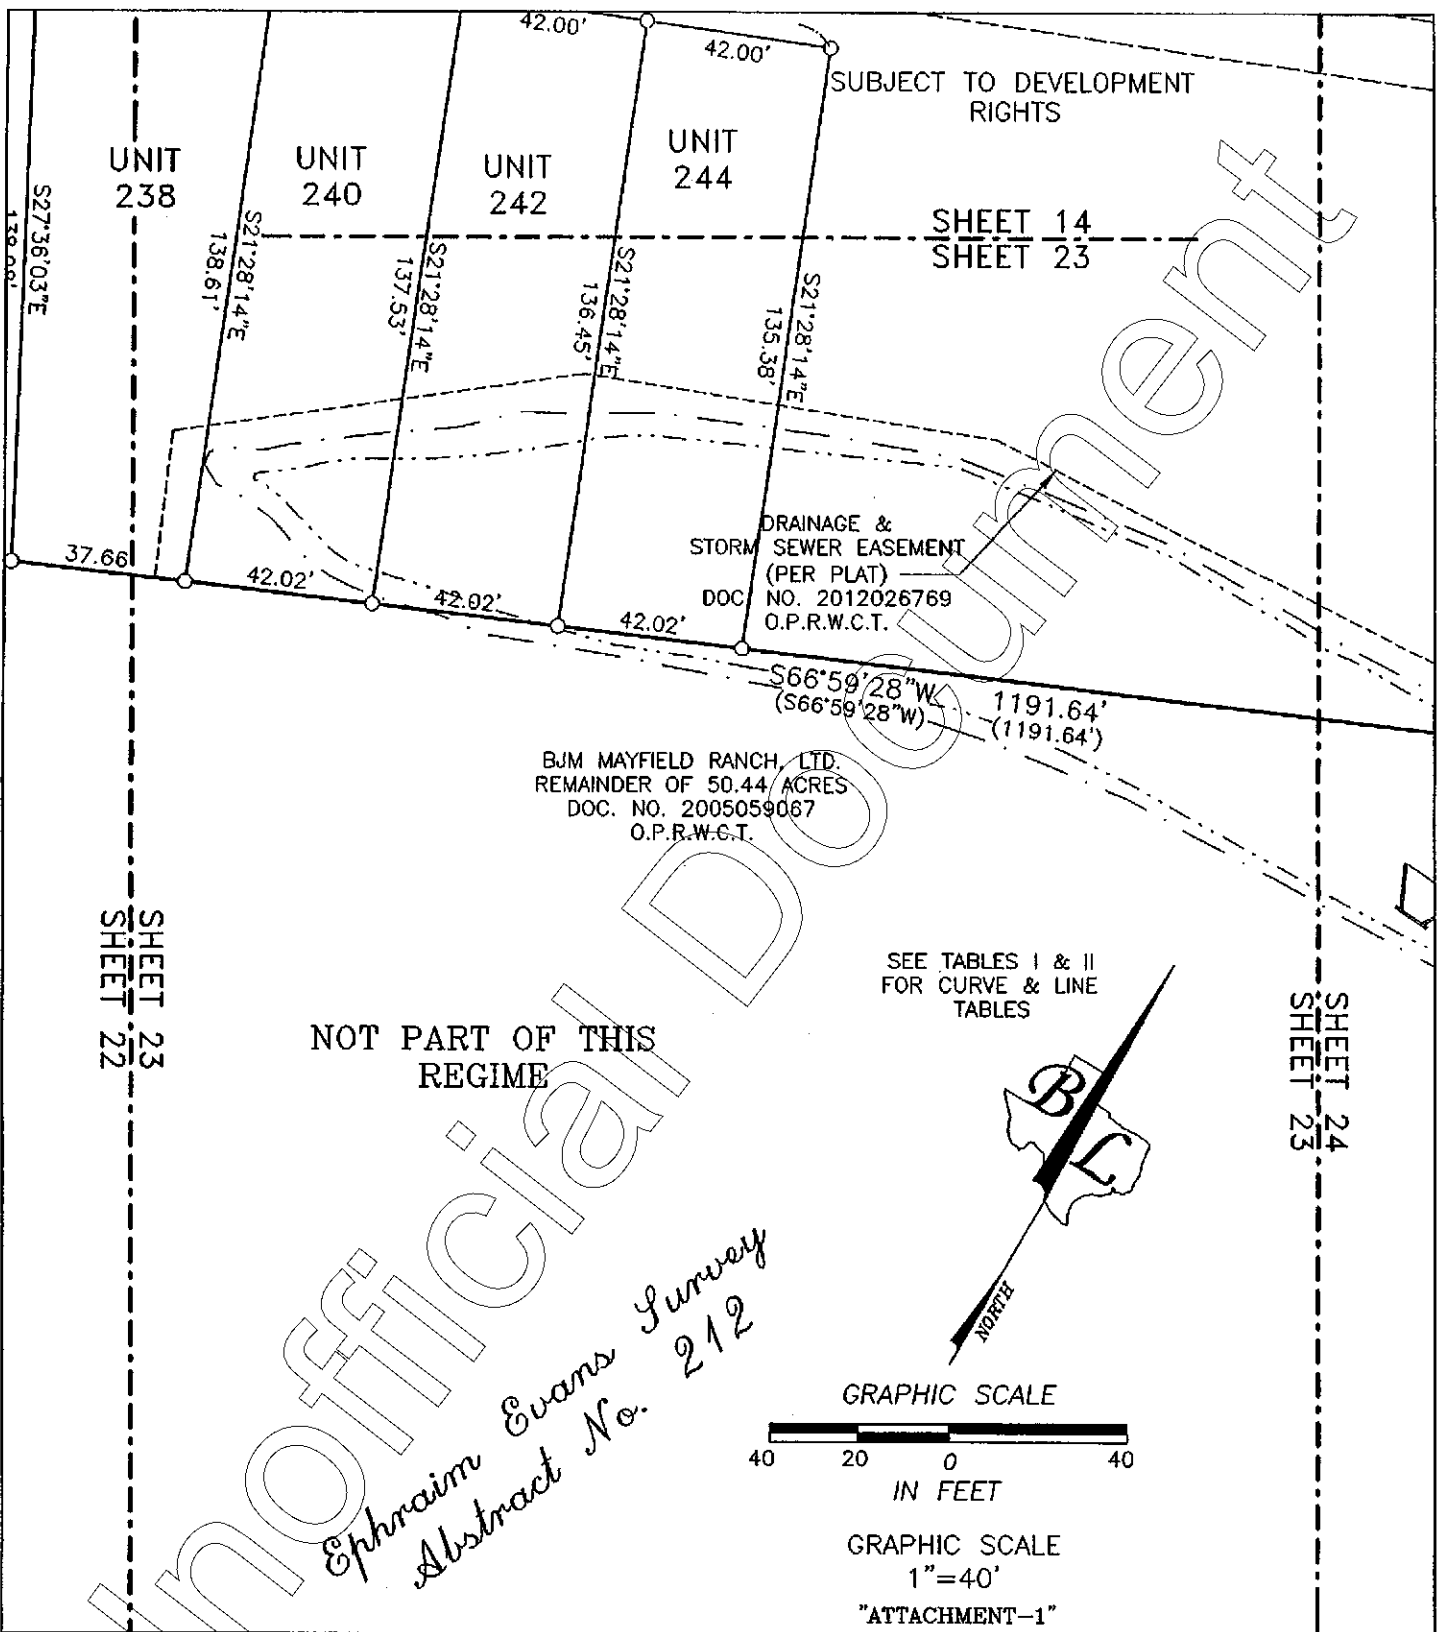 42.00'
42.00'
SUBJECT TO DEVELOPMENT
RIGHTS
UNIT
238
UNIT
240
UNIT
242
UNIT
244
SHEET 14
SHEET 23
S27°36'03"E
S21°28'14"E
138.61'
S21°28'14"E
137.53'
S21°28'14"E
136.45'
S21°28'14"E
135.38'
DRAINAGE &
STORM SEWER EASEMENT
(PER PLAT)
DOC NO. 2012026769
O.P.R.W.C.T.
37.66
42.02'
42.02'
42.02'
S66°59'28"W
(S66°59'28"W)
1191.64'
(1191.64')
BJM MAYFIELD RANCH, LTD.
REMAINDER OF 50.44 ACRES
DOC. NO. 2005059067
O.P.R.W.C.T.
SHEET 23
SHEET 22
SEE TABLES I & II
FOR CURVE & LINE
TABLES
SHEET 24
SHEET 23
NOT PART OF THIS
REGIME
B
L
NORTH
Ephraim Evans Survey
Abstract No. 212
GRAPHIC SCALE
40 20 0 40
IN FEET
GRAPHIC SCALE
1"=40'
"ATTACHMENT-1"
Unofficial Document